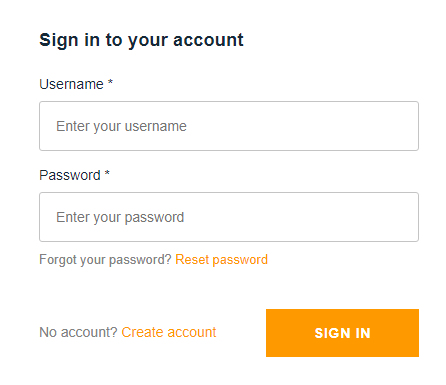 Sign in to your account
Username *
Enter your username
Password *
Enter your password
Forgot your password? Reset password
No account? Create account
SIGN IN